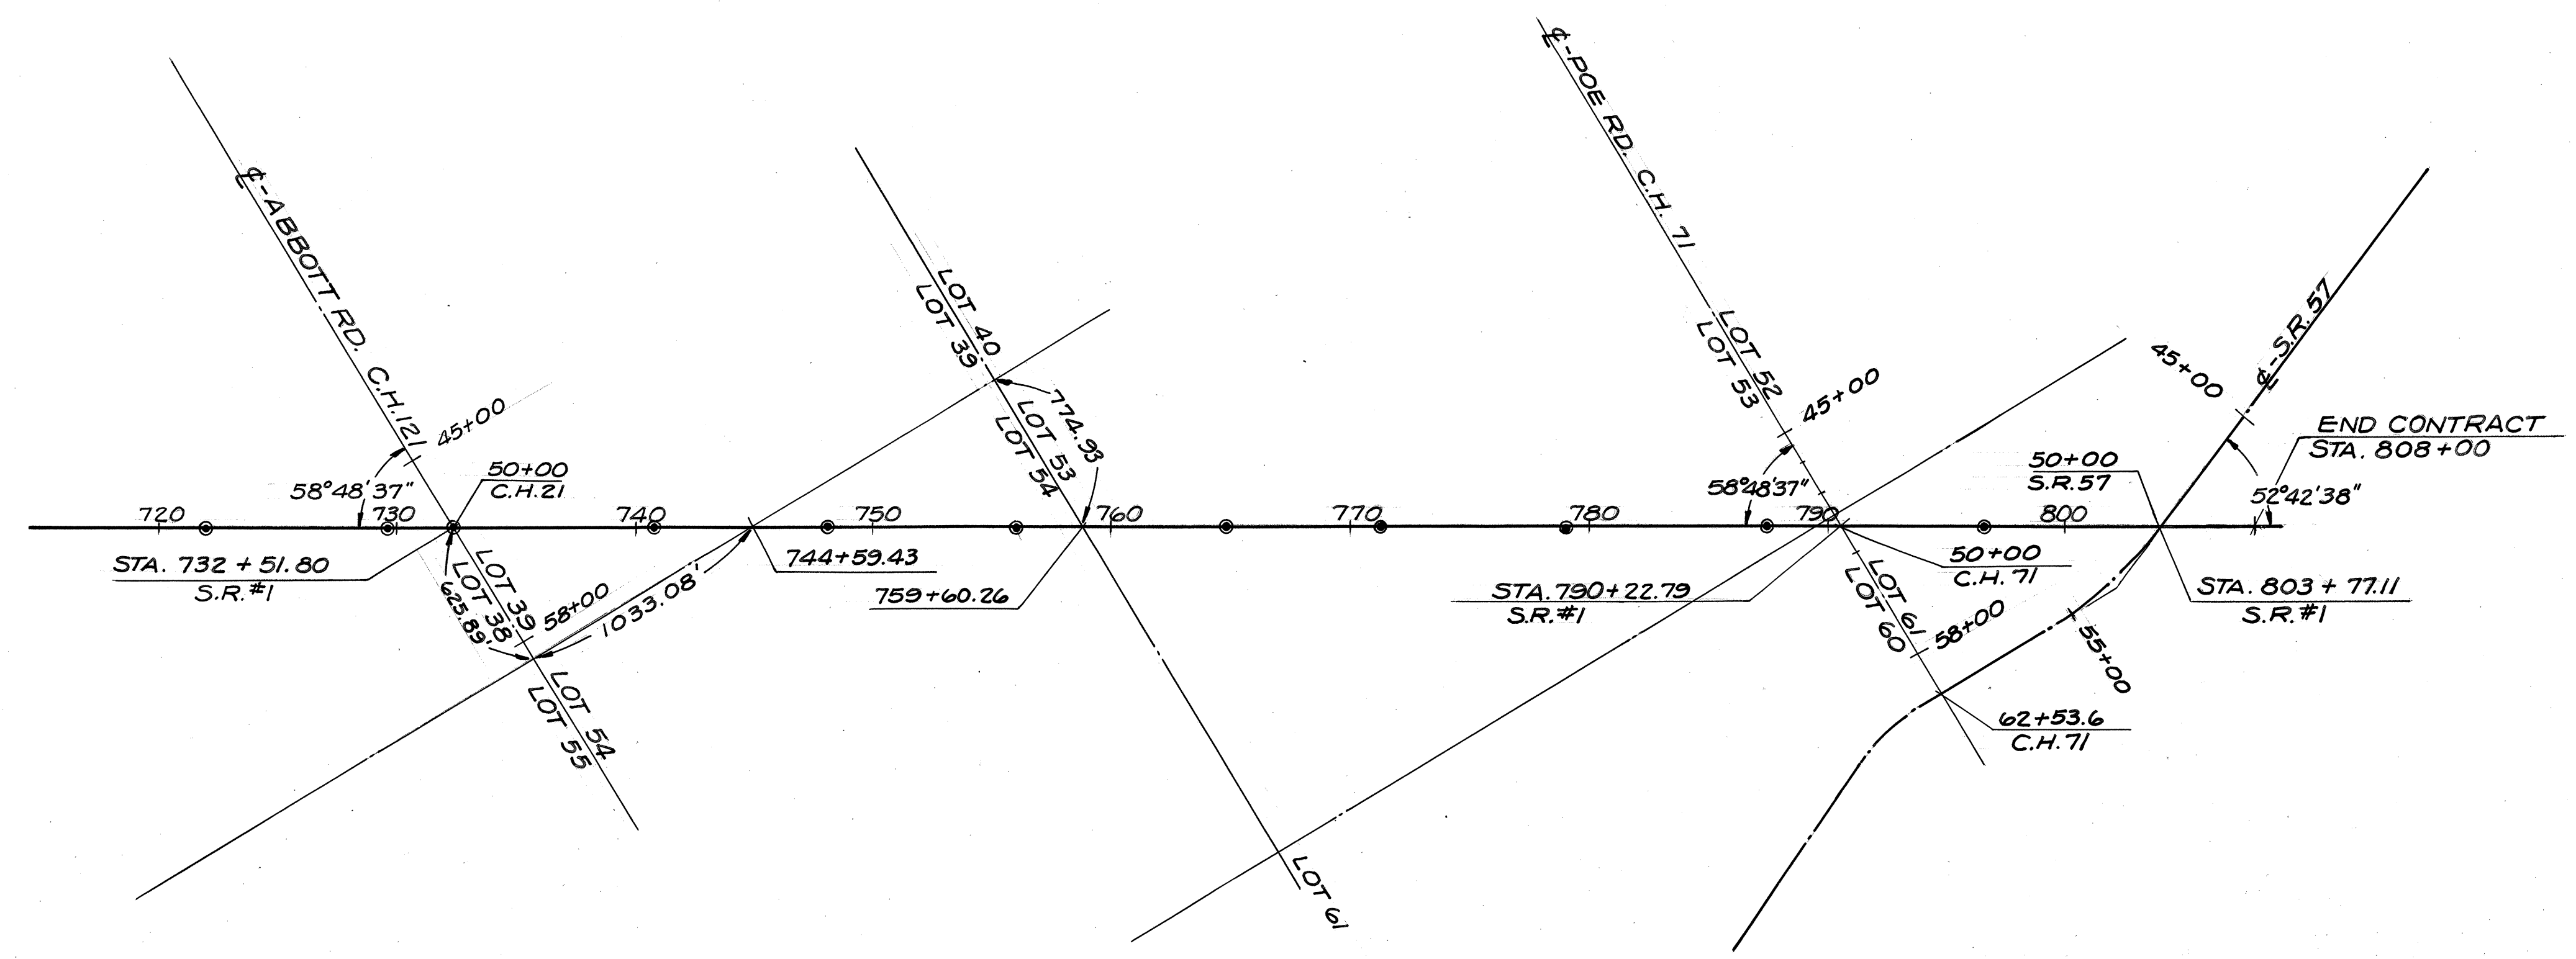 ℄-ABBOTT RD. C.H.121
45+00
58°48'37"
50+00
C.H.21
720
730
740
750
760
770
780
790
800
STA. 732 + 51.80
S.R.#1
LOT 39
LOT 38
625.89'
58+00
1033.08'
LOT 54
LOT 55
744+59.43
LOT 40
LOT 39
774.93
LOT 53
LOT 54
759+60.26
LOT 61
℄-POE RD. C.H. 71
LOT 52
LOT 53
45+00
58°48'37"
STA.790+22.79
S.R.#1
50+00
C.H. 71
LOT 61
LOT 60
58+00
62+53.6
C.H. 71
℄-S.R. 57
45+00
END CONTRACT
STA. 808+00
50+00
S.R.57
52°42'38"
STA. 803 + 77.11
S.R.#1
55+00